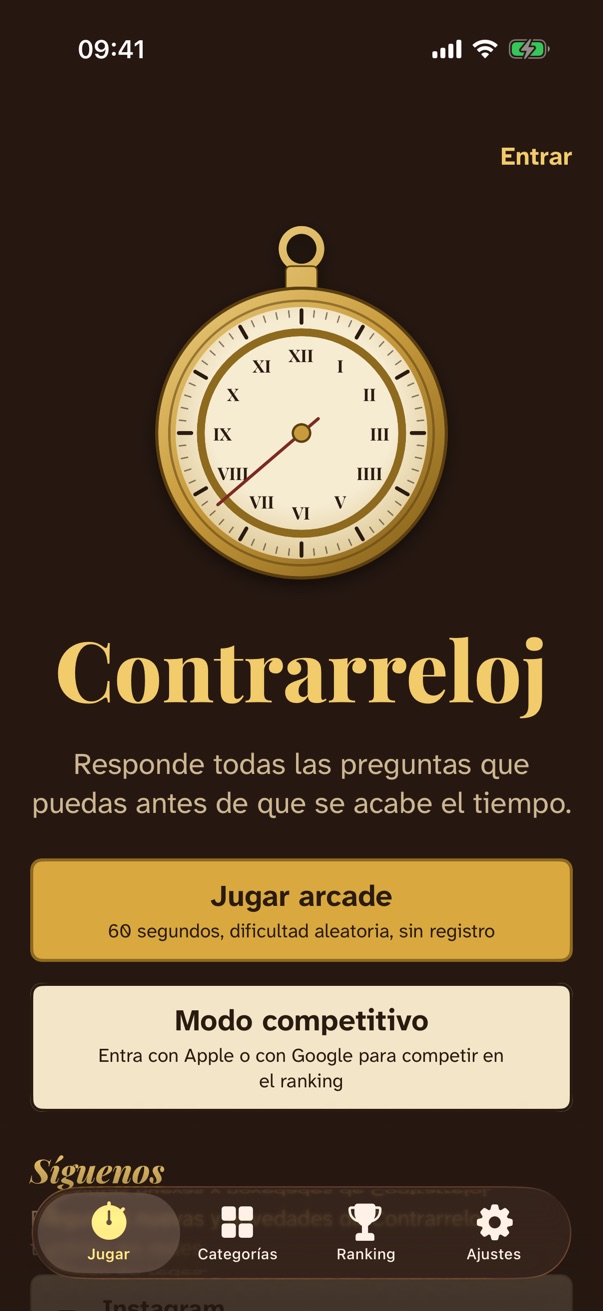 09:41
Entrar
XII
XI
I
X
II
IX
III
VIII
IIII
VII
V
VI
Contrarreloj
Responde todas las preguntas que
puedas antes de que se acabe el tiempo.
Jugar arcade
60 segundos, dificultad aleatoria, sin registro
Modo competitivo
Entra con Apple o con Google para competir en
el ranking
Síguenos
Jugar
Categorías
Ranking
Ajustes
Instagram